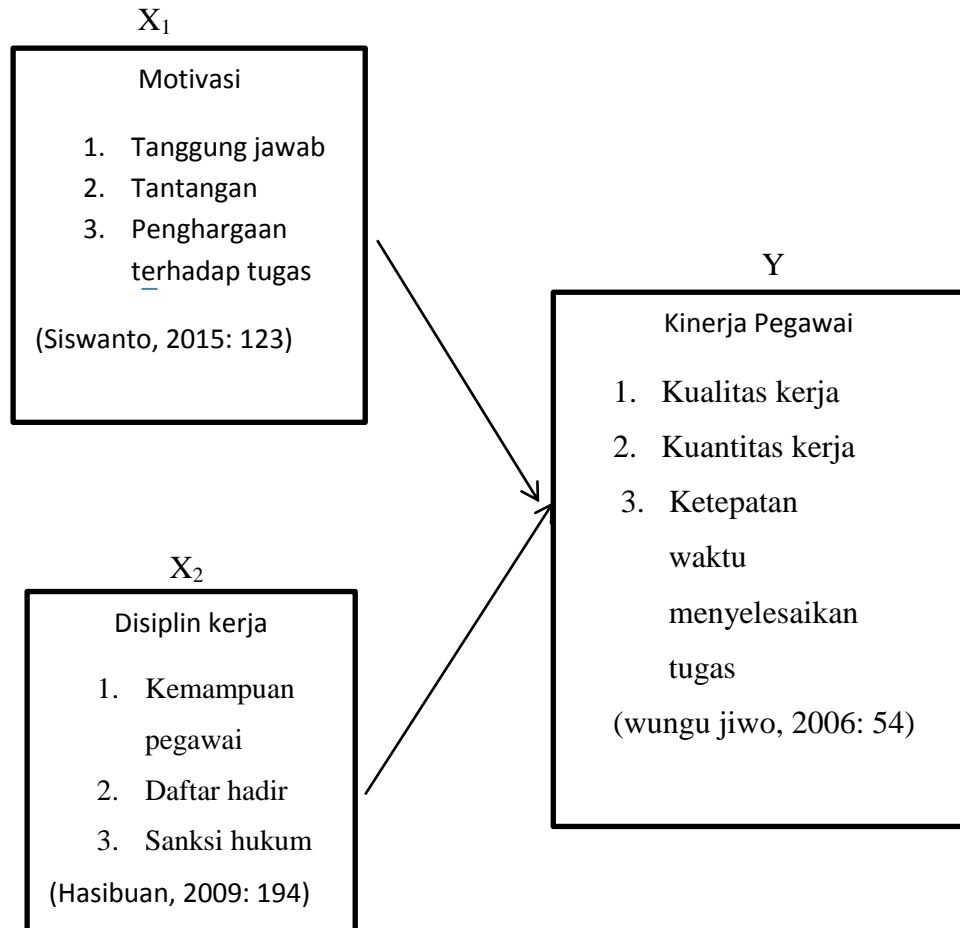 X₁
Motivasi
1. Tanggung jawab
2. Tantangan
3. Penghargaan
terhadap tugas
(Siswanto, 2015: 123)
Y
Kinerja Pegawai
1. Kualitas kerja
2. Kuantitas kerja
3. Ketepatan
waktu
menyelesaikan
tugas
(wungu jiwo, 2006: 54)
X₂
Disiplin kerja
1. Kemampuan
pegawai
2. Daftar hadir
3. Sanksi hukum
(Hasibuan, 2009: 194)